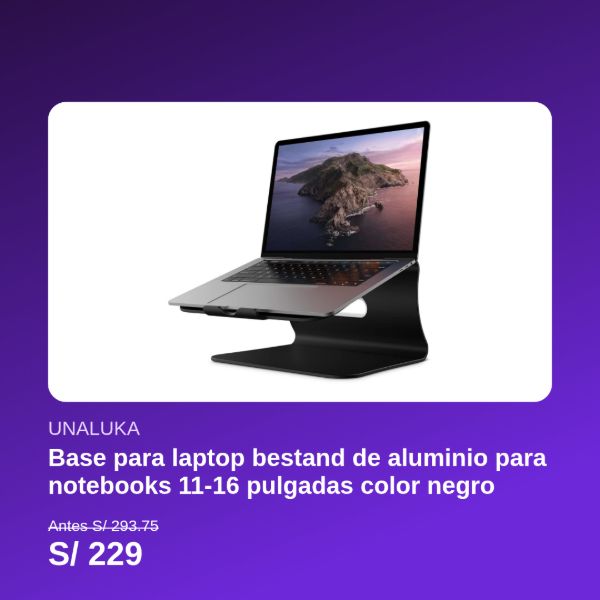 UNALUKA
Base para laptop bestand de aluminio para
notebooks 11-16 pulgadas color negro
Antes S/ 293.75
S/ 229